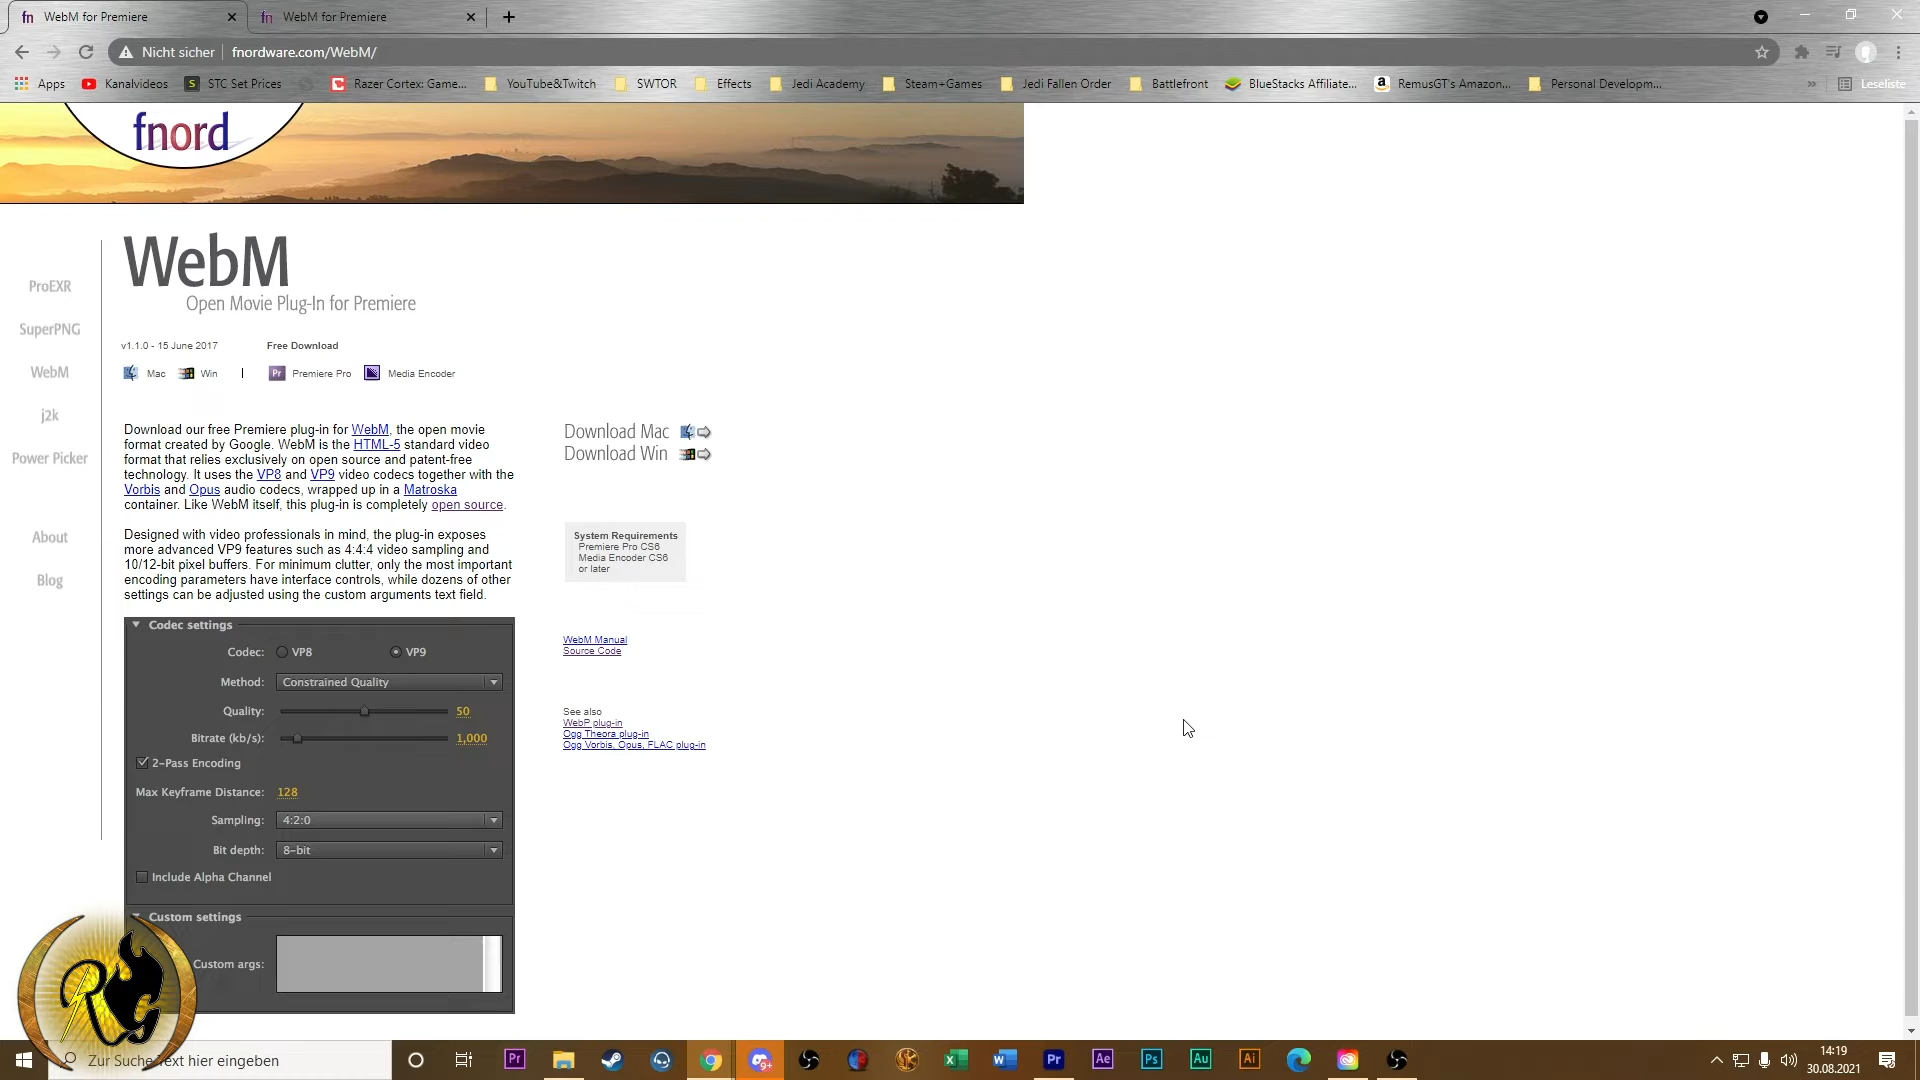 WebM for Premiere
WebM for Premiere
Nicht sicher
fnordware.com/WebM/
Apps
Kanalvideos
STC Set Prices
Razer Cortex: Game...
YouTube&Twitch
SWTOR
Effects
Jedi Academy
Steam+Games
Jedi Fallen Order
Battlefront
BlueStacks Affiliate...
RemusGT's Amazon...
Personal Developm...
»
Leseliste
fnord
WebM
Open Movie Plug-In for Premiere
ProEXR
SuperPNG
WebM
j2k
Power Picker
About
Blog
v1.1.0 - 15 June 2017
Free Download
Mac
Win
Premiere Pro
Media Encoder
Download our free Premiere plug-in for WebM, the open movie
format created by Google. WebM is the HTML-5 standard video
format that relies exclusively on open source and patent-free
technology. It uses the VP8 and VP9 video codecs together with the
Vorbis and Opus audio codecs, wrapped up in a Matroska
container. Like WebM itself, this plug-in is completely open source.
Designed with video professionals in mind, the plug-in exposes
more advanced VP9 features such as 4:4:4 video sampling and
10/12-bit pixel buffers. For minimum clutter, only the most important
encoding parameters have interface controls, while dozens of other
settings can be adjusted using the custom arguments text field.
Download Mac
Download Win
System Requirements
Premiere Pro CS6
Media Encoder CS6
or later
WebM Manual
Source Code
See also
WebP plug-in
Ogg Theora plug-in
Ogg Vorbis, Opus, FLAC plug-in
Codec settings
Codec: VP8 VP9
Method: Constrained Quality
Quality: 50
Bitrate (kb/s): 1,000
2-Pass Encoding
Max Keyframe Distance: 128
Sampling: 4:2:0
Bit depth: 8-bit
Include Alpha Channel
Custom settings
Custom args:
RG
Zur Suche Text hier eingeben
Pr
9+
Pr
Ae
Ps
Au
Ai
14:19
30.08.2021